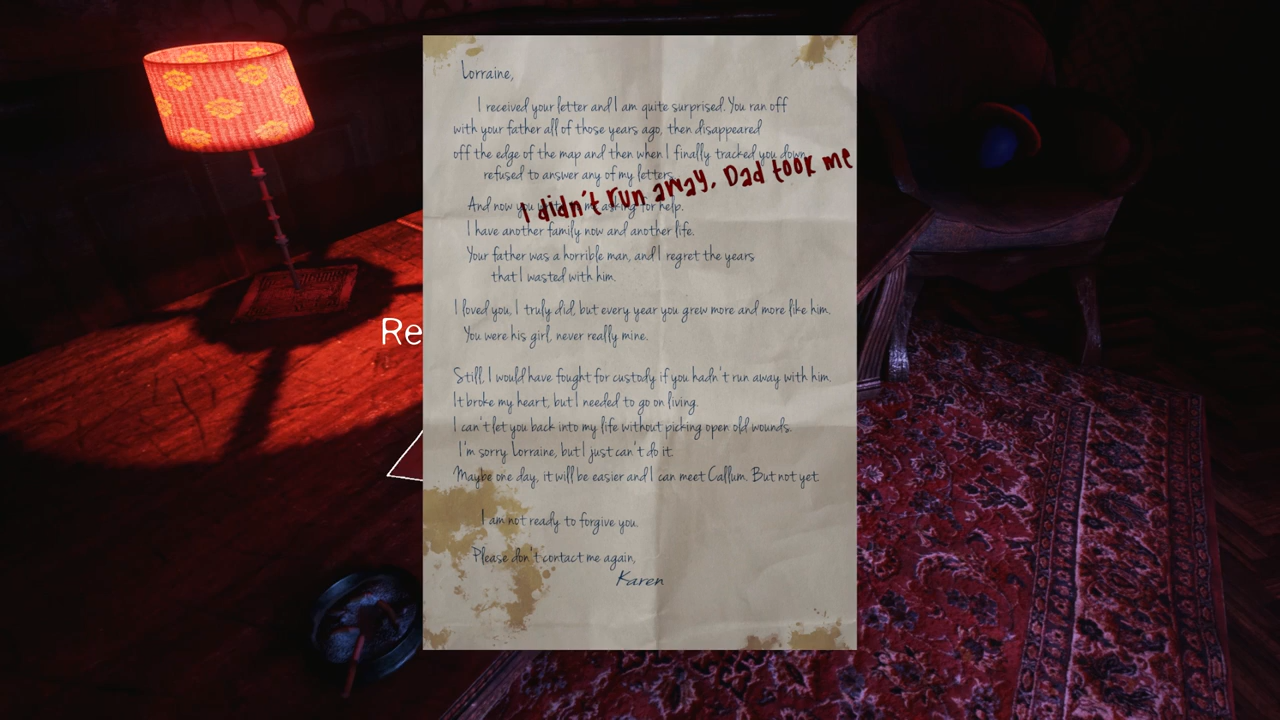 Lorraine,
I received your letter and I am quite surprised. You ran off
with your father all of those years ago, then disappeared
off the edge of the map and then when I finally tracked you down
refused to answer any of my letters.
I didn't run away, Dad took me
And now you asking for help.
I have another family now and another life.
Your father was a horrible man, and I regret the years
that I wasted with him.
I loved you, I truly did, but every year you grew more and more like him.
You were his girl, never really mine.
Still, I would have fought for custody if you hadn't run away with him.
It broke my heart, but I needed to go on living.
I can't let you back into my life without picking open old wounds.
I'm sorry Lorraine, but I just can't do it.
Maybe one day, it will be easier and I can meet Callum. But not yet.
I am not ready to forgive you.
Please don't contact me again,
Karen
Re